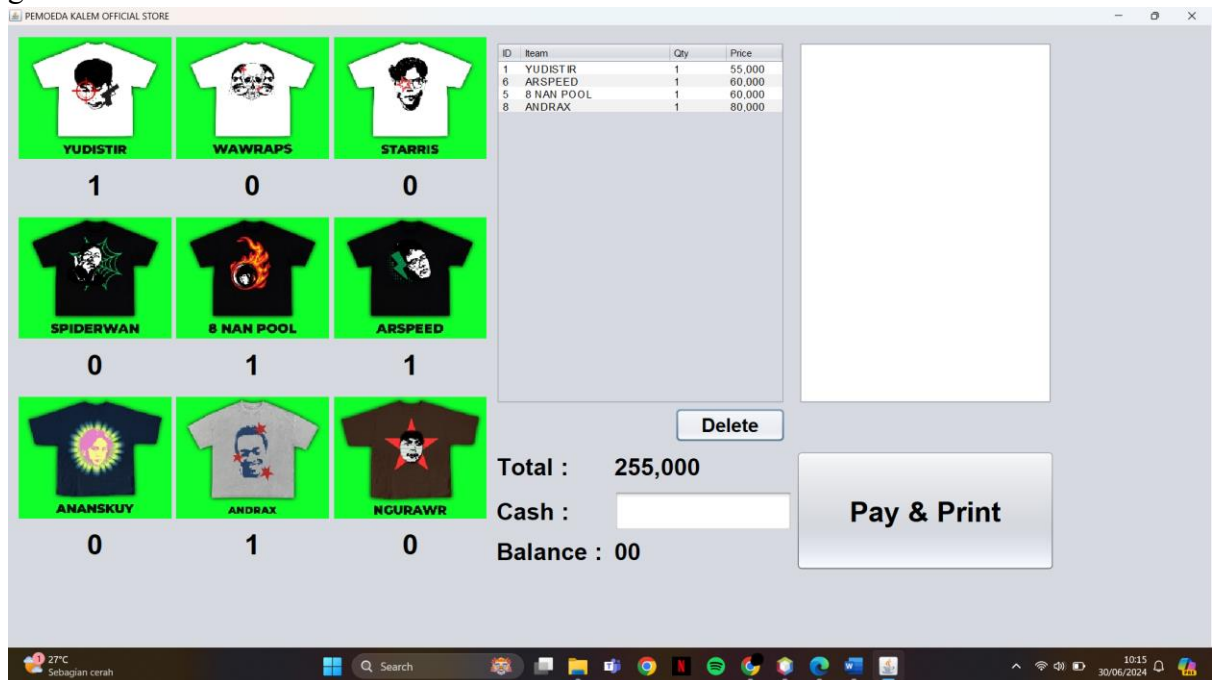 g
PEMOEDA KALEM OFFICIAL STORE
YUDISTIR WAWRAPS STARRIS
1 0 0
SPIDERWAN 8 NAN POOL ARSPEED
0 1 1
ANANSKUY ANDRAX NGURAWR
0 1 0
ID Iteam Qty Price
1 YUDISTIR 1 55,000
6 ARSPEED 1 60,000
5 8 NAN POOL 1 60,000
8 ANDRAX 1 80,000
Delete
Total : 255,000
Cash :
Balance : 00
Pay & Print
1
27°C
Sebagian cerah
Search
10:15
30/06/2024